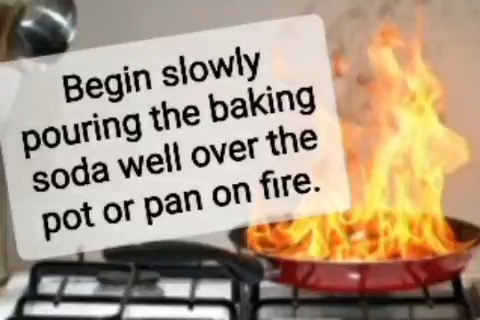 Begin slowly
pouring the baking
soda well over the
pot or pan on fire.